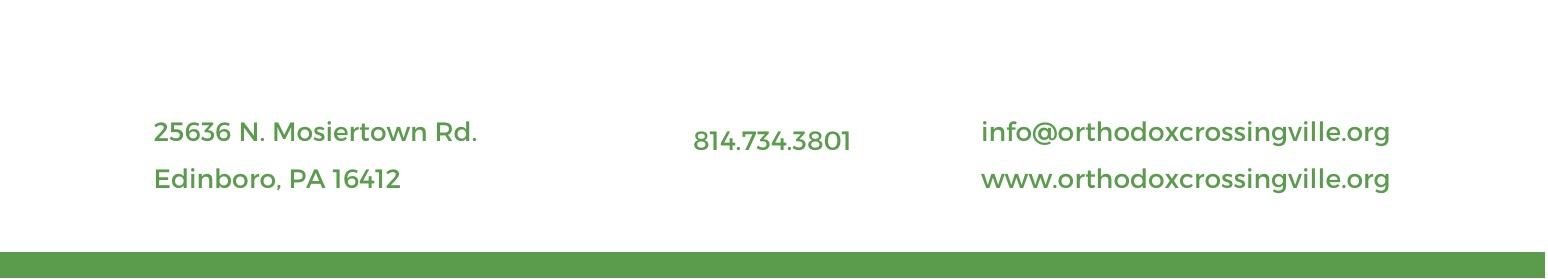 25636 N. Mosiertown Rd.
Edinboro, PA 16412
814.734.3801
info@orthodoxcrossingville.org
www.orthodoxcrossingville.org